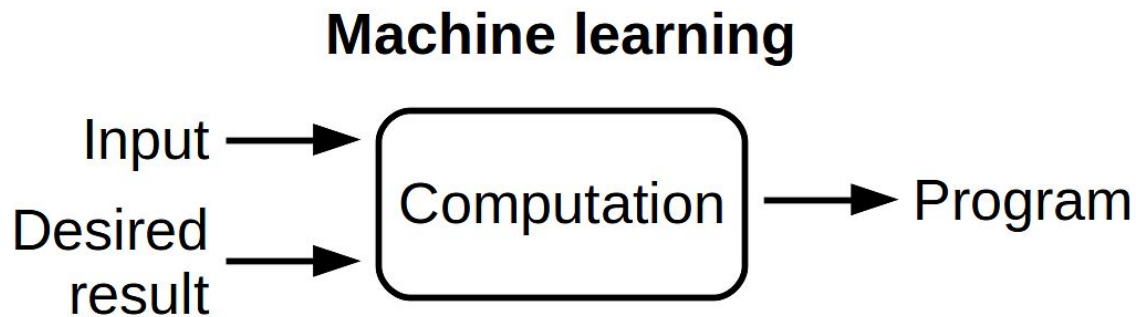 Machine learning
Input
Desired
result
Computation
Program